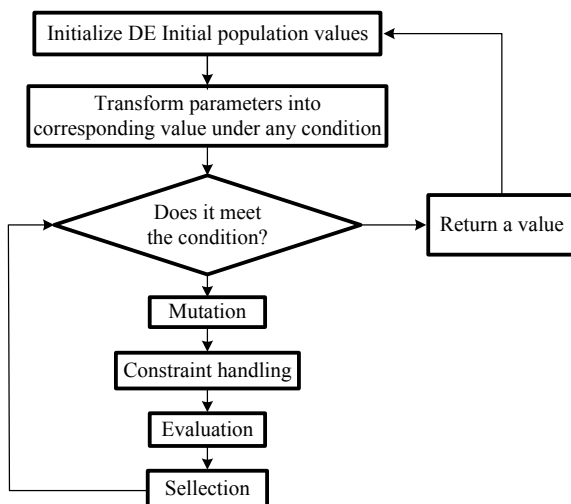 Initialize DE Initial population values
Transform parameters into
corresponding value under any condition
Does it meet
the condition?
Return a value
Mutation
Constraint handling
Evaluation
Sellection